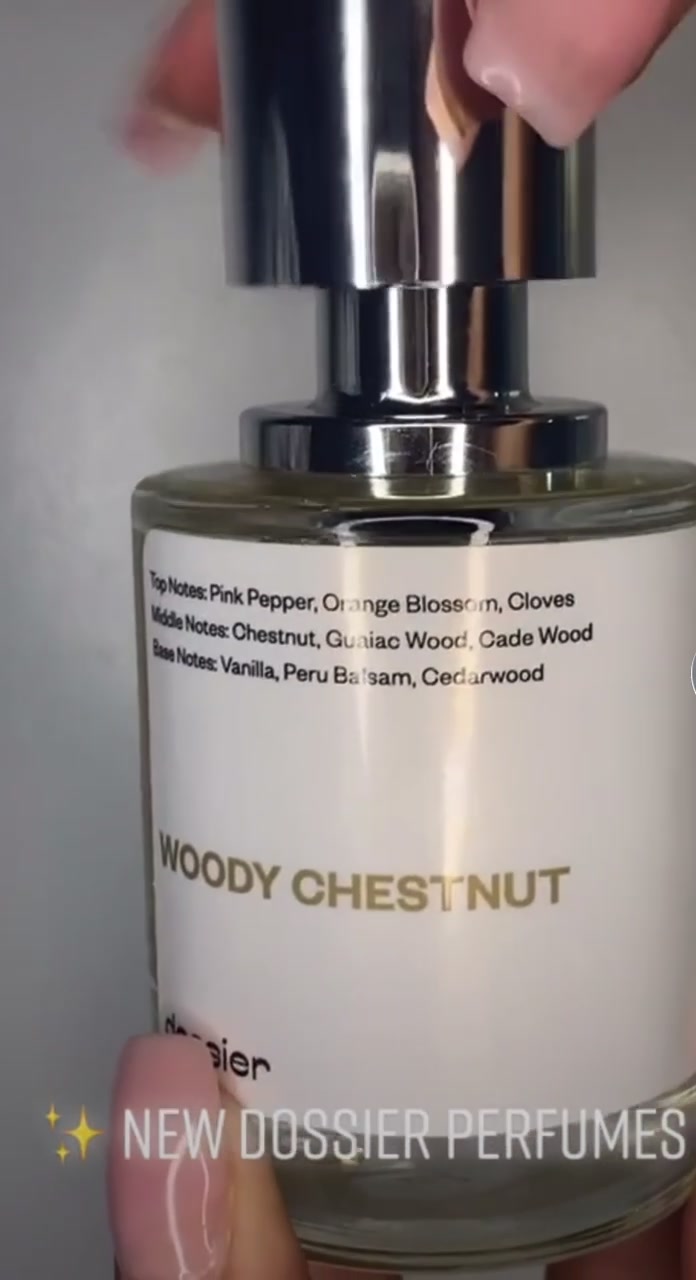 Top Notes: Pink Pepper, Orange Blossom, Cloves
Middle Notes: Chestnut, Guaiac Wood, Cade Wood
Base Notes: Vanilla, Peru Balsam, Cedarwood
WOODY CHESTNUT
dossier
✨ NEW DOSSIER PERFUMES